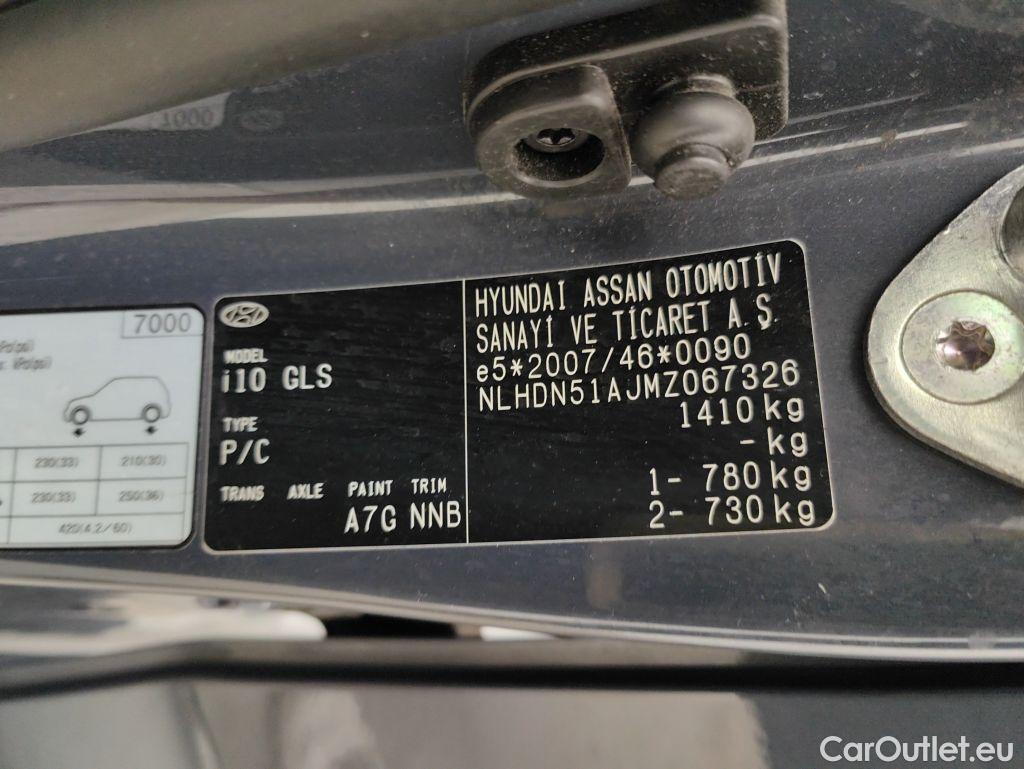 1000
7000
230(33) 210(30)
230(33) 250(36)
420(4.2/60)
MODEL
i10 GLS
TYPE
P/C
TRANS AXLE PAINT TRIM
A7G NNB
HYUNDAI ASSAN OTOMOTİV
SANAYİ VE TİCARET A.Ş.
e5*2007/46*0090
NLHDN51AJMZ067326
1410 kg
- kg
1- 780 kg
2- 730 kg
CarOutlet.eu